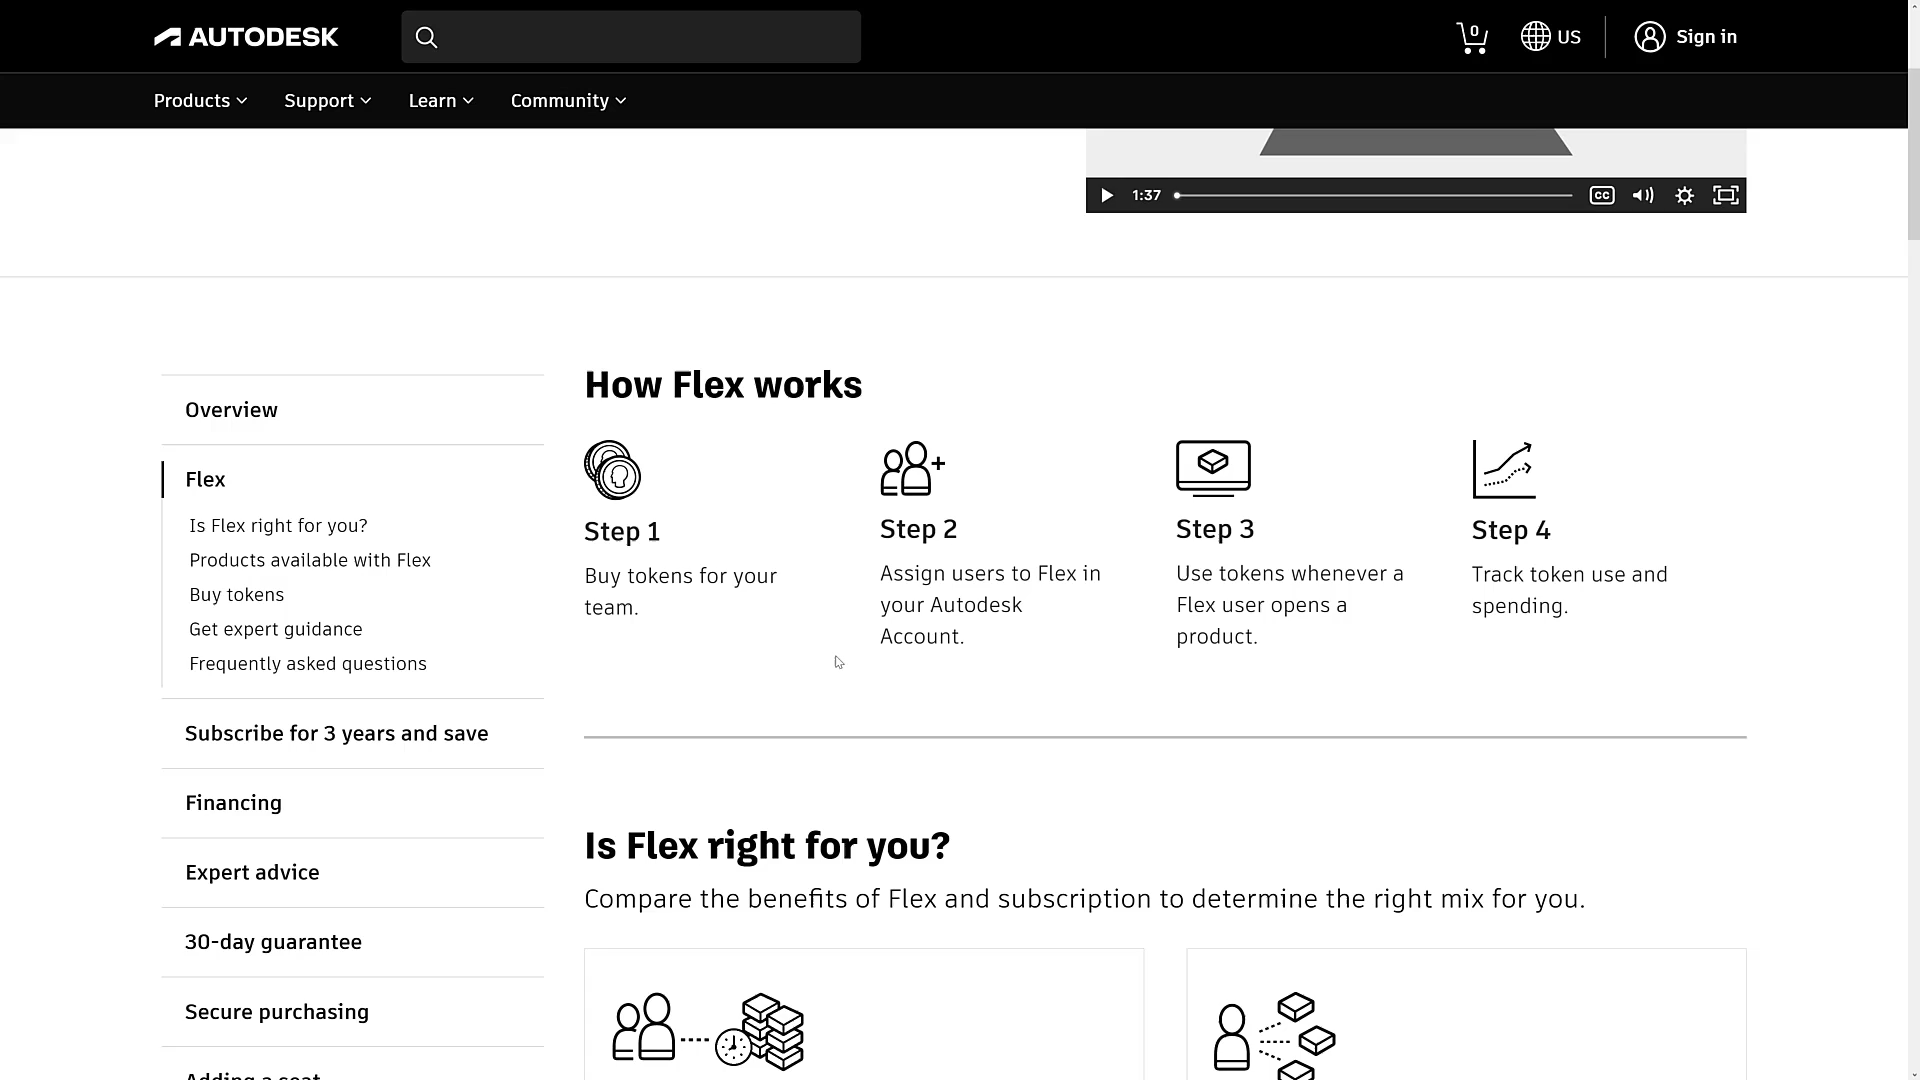 AUTODESK
0
US
Sign in
Products
Support
Learn
Community
1:37
CC
Overview
Flex
Is Flex right for you?
Products available with Flex
Buy tokens
Get expert guidance
Frequently asked questions
Subscribe for 3 years and save
Financing
Expert advice
30-day guarantee
Secure purchasing
Adding a seat
How Flex works
Step 1
Buy tokens for your
team.
Step 2
Assign users to Flex in
your Autodesk
Account.
Step 3
Use tokens whenever a
Flex user opens a
product.
Step 4
Track token use and
spending.
Is Flex right for you?
Compare the benefits of Flex and subscription to determine the right mix for you.